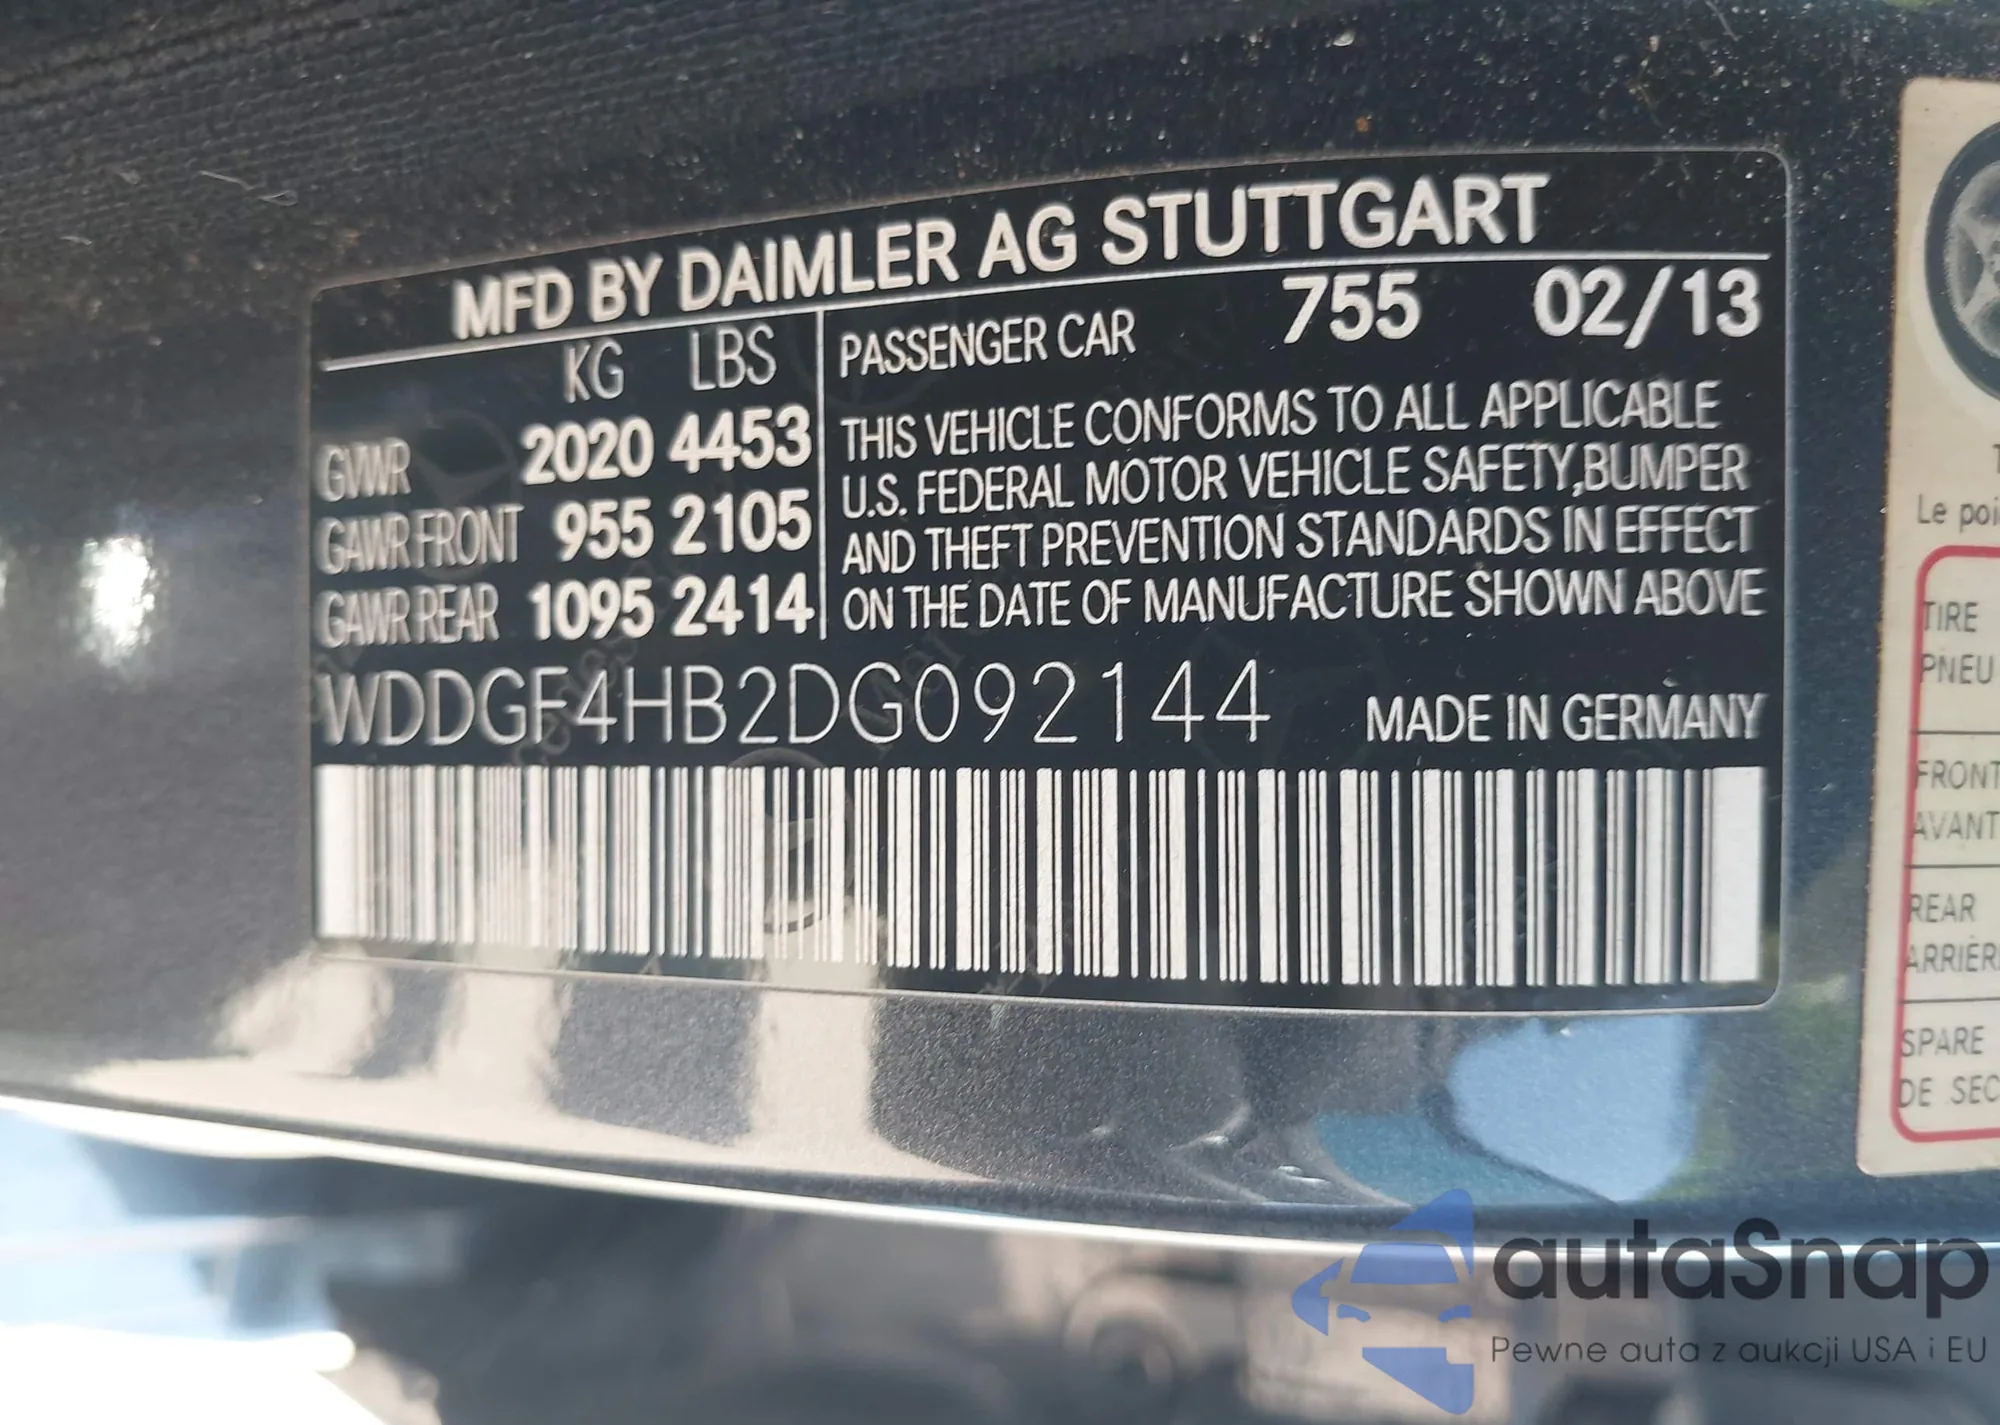 MFD BY DAIMLER AG STUTTGART
KG LBS
GVWR 2020 4453
GAWR FRONT 955 2105
GAWR REAR 1095 2414
PASSENGER CAR 755 02/13
THIS VEHICLE CONFORMS TO ALL APPLICABLE
U.S. FEDERAL MOTOR VEHICLE SAFETY, BUMPER
AND THEFT PREVENTION STANDARDS IN EFFECT
ON THE DATE OF MANUFACTURE SHOWN ABOVE
WDDGF4HB2DG092144 MADE IN GERMANY
Le
TIRE
PNEU
FRONT
AVANT
REAR
SPARE
DE
autaSnap
Pewne auta z aukcji USA i EU